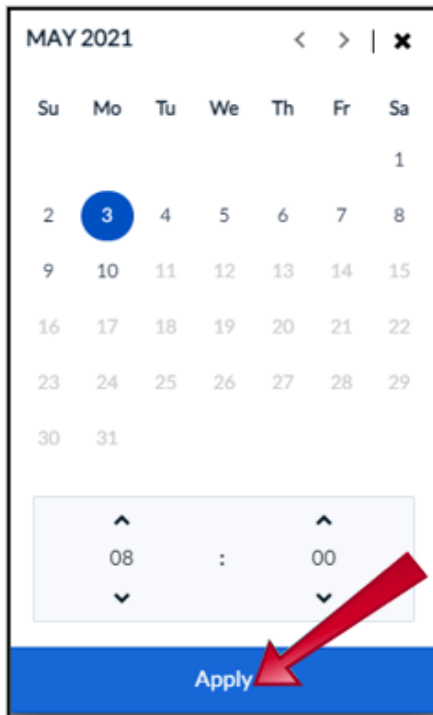 MAY 2021
Su Mo Tu We Th Fr Sa
1
2 3 4 5 6 7 8
9 10 11 12 13 14 15
16 17 18 19 20 21 22
23 24 25 26 27 28 29
30 31
08 : 00
Apply